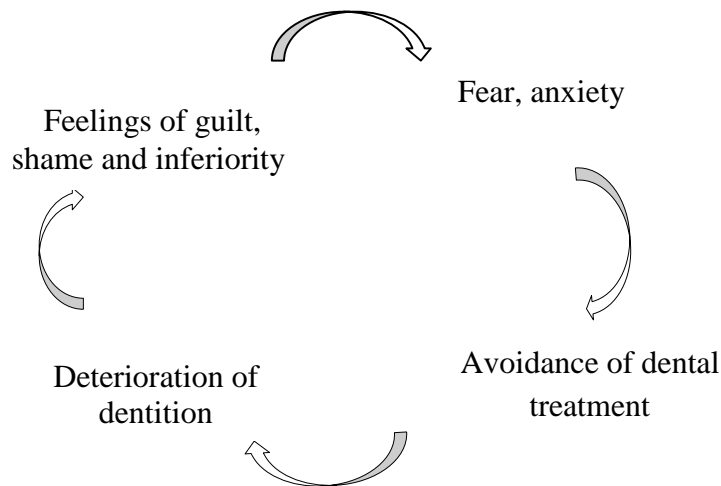 Fear, anxiety
Feelings of guilt,
shame and inferiority
Avoidance of dental
treatment
Deterioration of
dentition